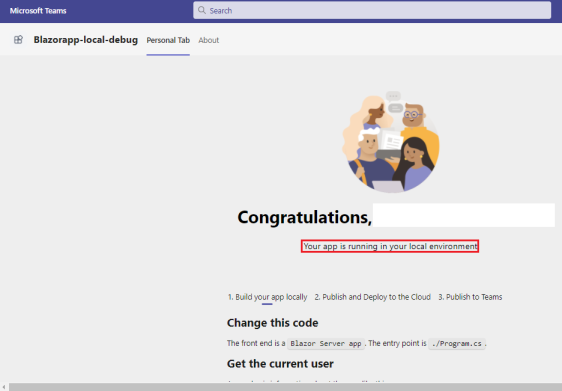 Microsoft Teams
Search
Blazorapp-local-debug Personal Tab About
Congratulations,
Your app is running in your local environment
1. Build your app locally 2. Publish and Deploy to the Cloud 3. Publish to Teams
Change this code
The front end is a Blazor Server app. The entry point is ./Program.cs.
Get the current user